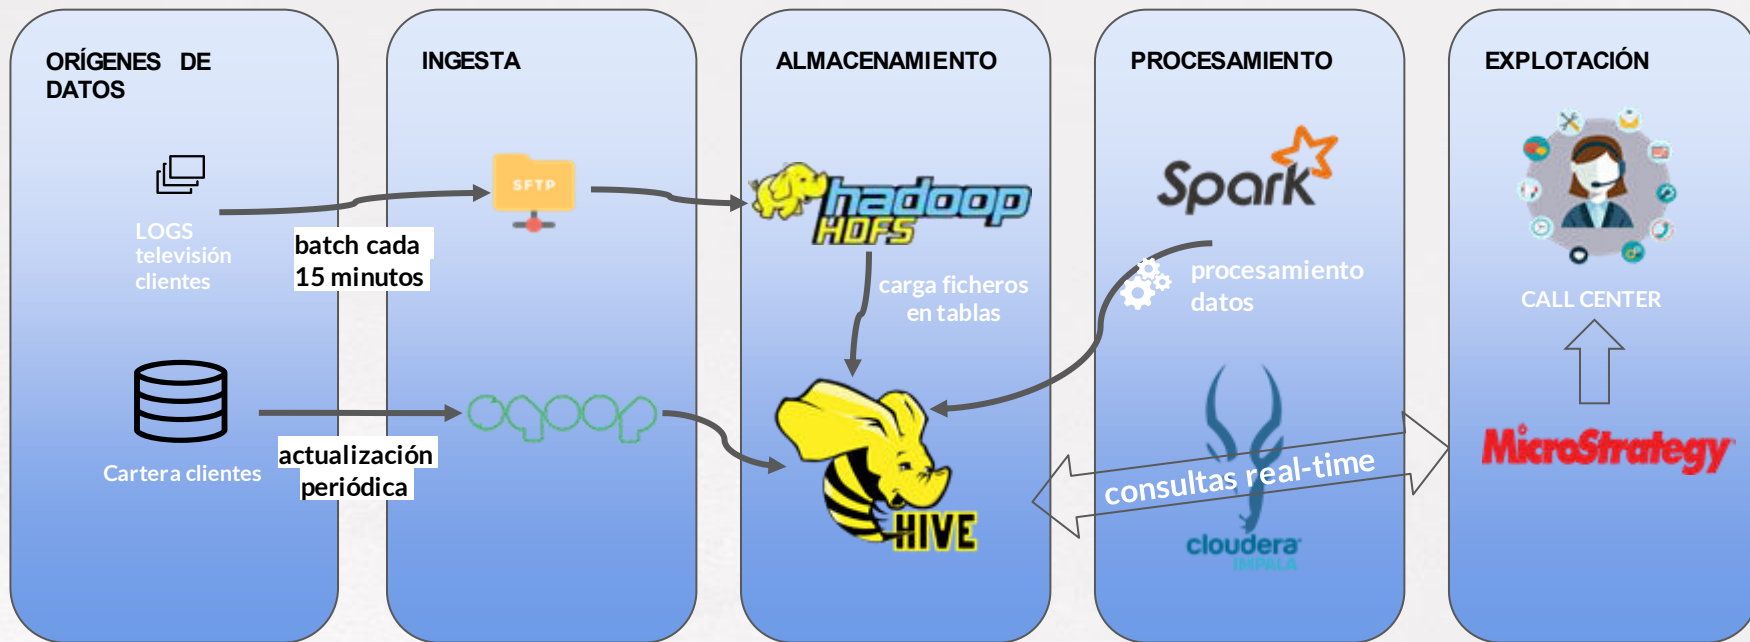 ORÍGENES DE
DATOS
LOGS
televisión
clientes
batch cada
15 minutos
Cartera clientes
actualización
periódica
INGESTA
SFTP
sqoop
ALMACENAMIENTO
hadoop
HDFS
carga ficheros
en tablas
HIVE
PROCESAMIENTO
Spark
procesamiento
datos
consultas real-time
cloudera
IMPALA
EXPLOTACIÓN
CALL CENTER
MicroStrategy